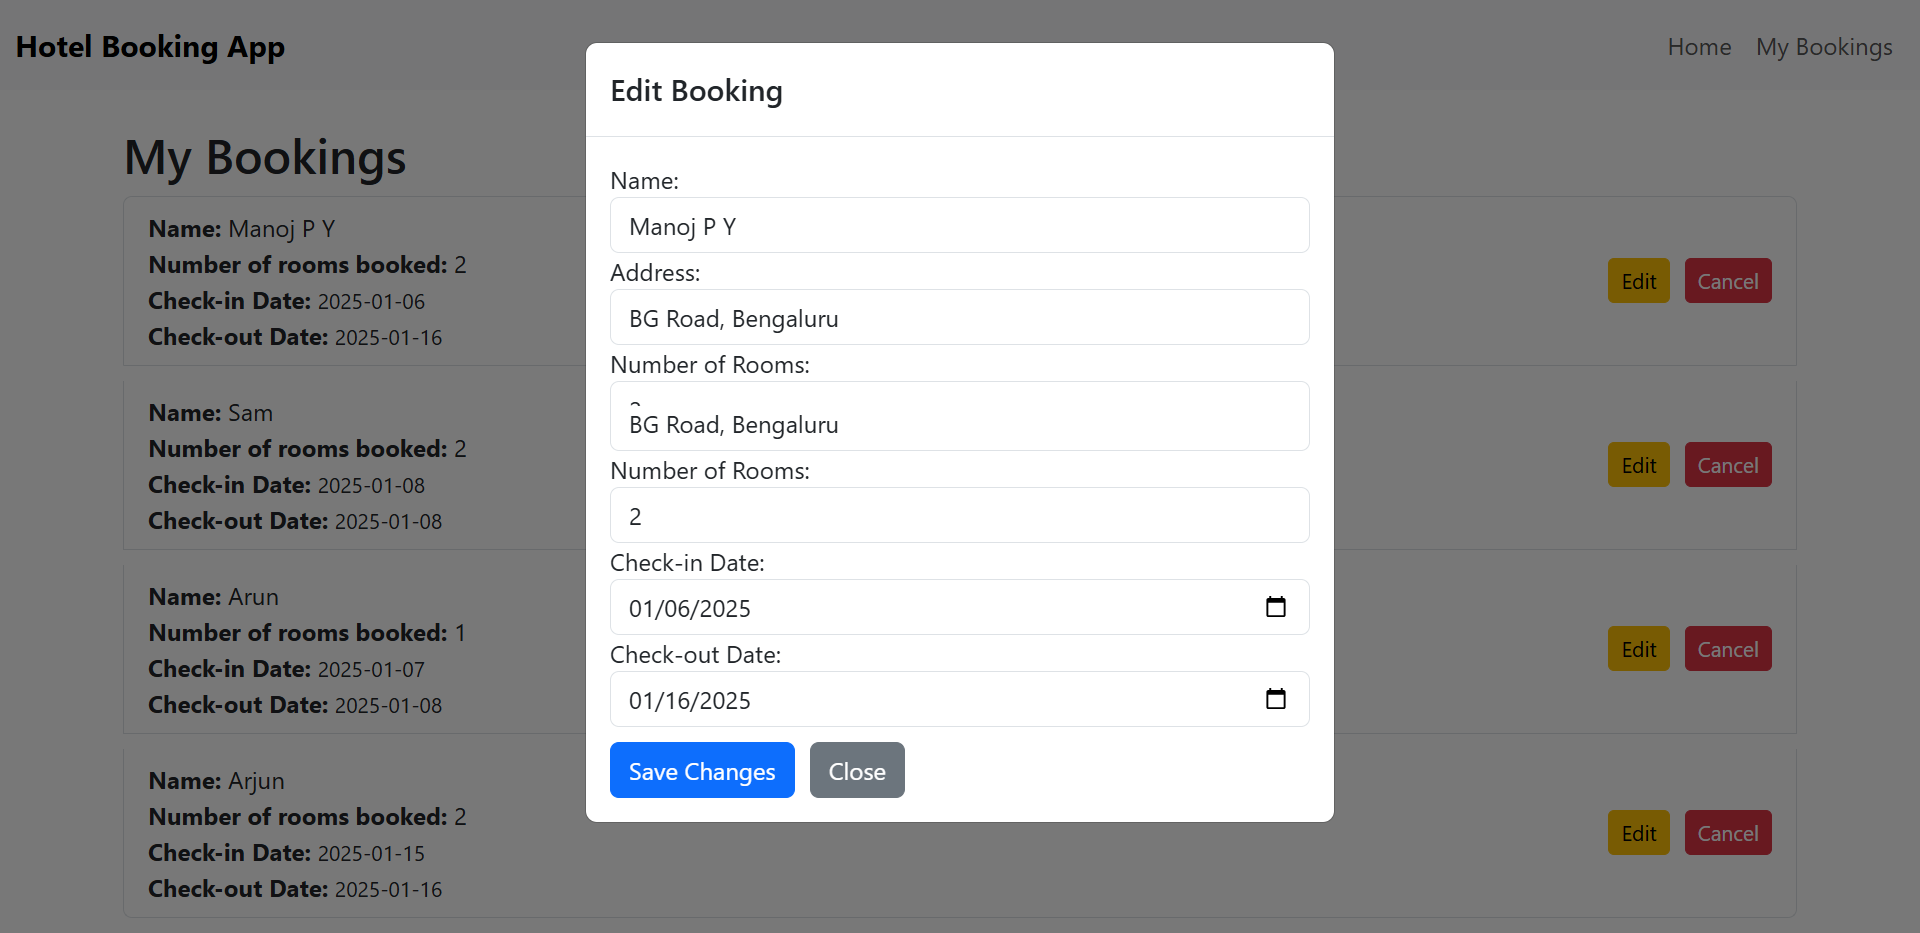 Hotel Booking App
Home My Bookings
My Bookings
Name: Manoj P Y
Number of rooms booked: 2
Check-in Date: 2025-01-06
Check-out Date: 2025-01-16
Edit Cancel
Name: Sam
Number of rooms booked: 2
Check-in Date: 2025-01-08
Check-out Date: 2025-01-08
Edit Cancel
Name: Arun
Number of rooms booked: 1
Check-in Date: 2025-01-07
Check-out Date: 2025-01-08
Edit Cancel
Name: Arjun
Number of rooms booked: 2
Check-in Date: 2025-01-15
Check-out Date: 2025-01-16
Edit Cancel
Edit Booking
Name:
Manoj P Y
Address:
BG Road, Bengaluru
Number of Rooms:
BG Road, Bengaluru
Number of Rooms:
2
Check-in Date:
01/06/2025
Check-out Date:
01/16/2025
Save Changes Close